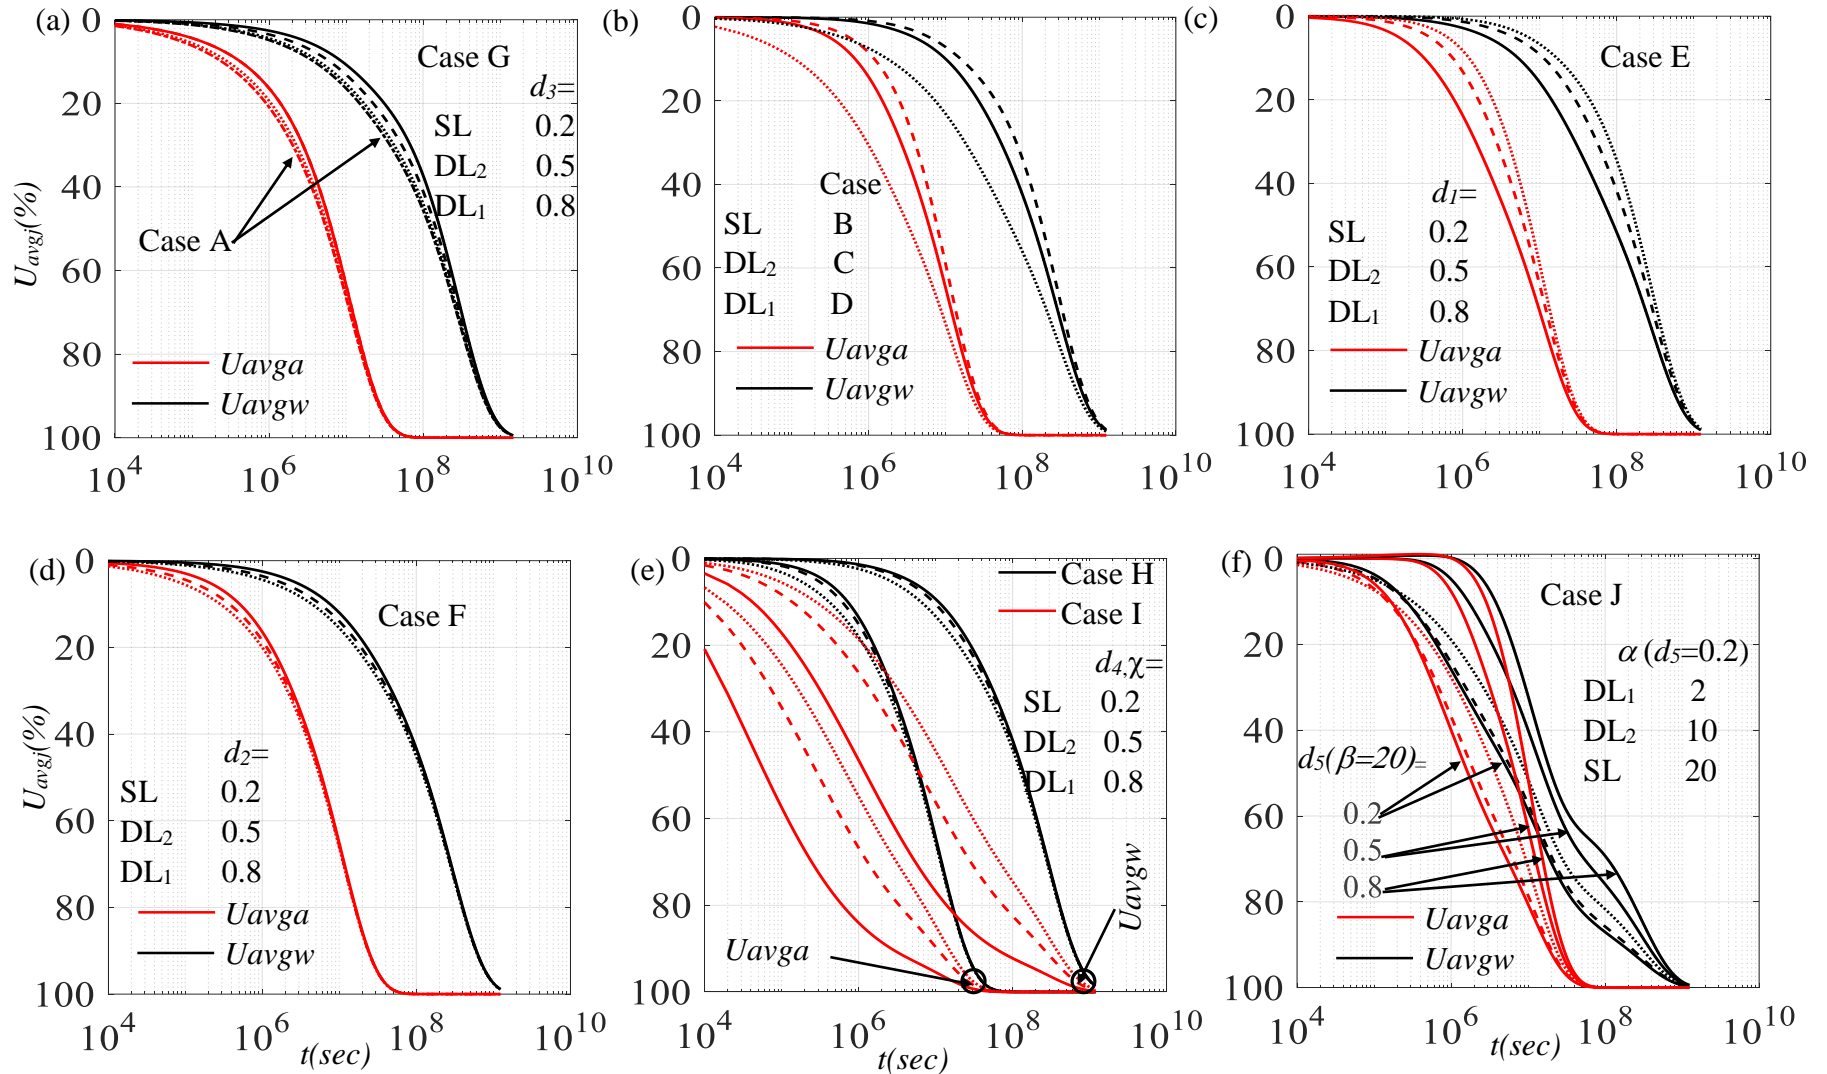 (a)
Case G
d3=
SL 0.2
DL2 0.5
DL1 0.8
Case A
Uavga
Uavgw
Uavgj(%)
0
20
40
60
80
100
10^4 10^6 10^8 10^10
(b)
Case
SL B
DL2 C
DL1 D
Uavga
Uavgw
0
20
40
60
80
100
10^4 10^6 10^8 10^10
(c)
Case E
d1=
SL 0.2
DL2 0.5
DL1 0.8
Uavga
Uavgw
0
20
40
60
80
100
10^4 10^6 10^8 10^10
(d)
Case F
d2=
SL 0.2
DL2 0.5
DL1 0.8
Uavga
Uavgw
Uavgj(%)
0
20
40
60
80
100
10^4 10^6 10^8 10^10
t(sec)
(e)
Case H
Case I
d4,χ=
SL 0.2
DL2 0.5
DL1 0.8
Uavga
Uavgw
0
20
40
60
80
100
10^4 10^6 10^8 10^10
t(sec)
(f)
Case J
α (d5=0.2)
DL1 2
DL2 10
SL 20
d5(β=20)=
0.2
0.5
0.8
Uavga
Uavgw
0
20
40
60
80
100
10^4 10^6 10^8 10^10
t(sec)